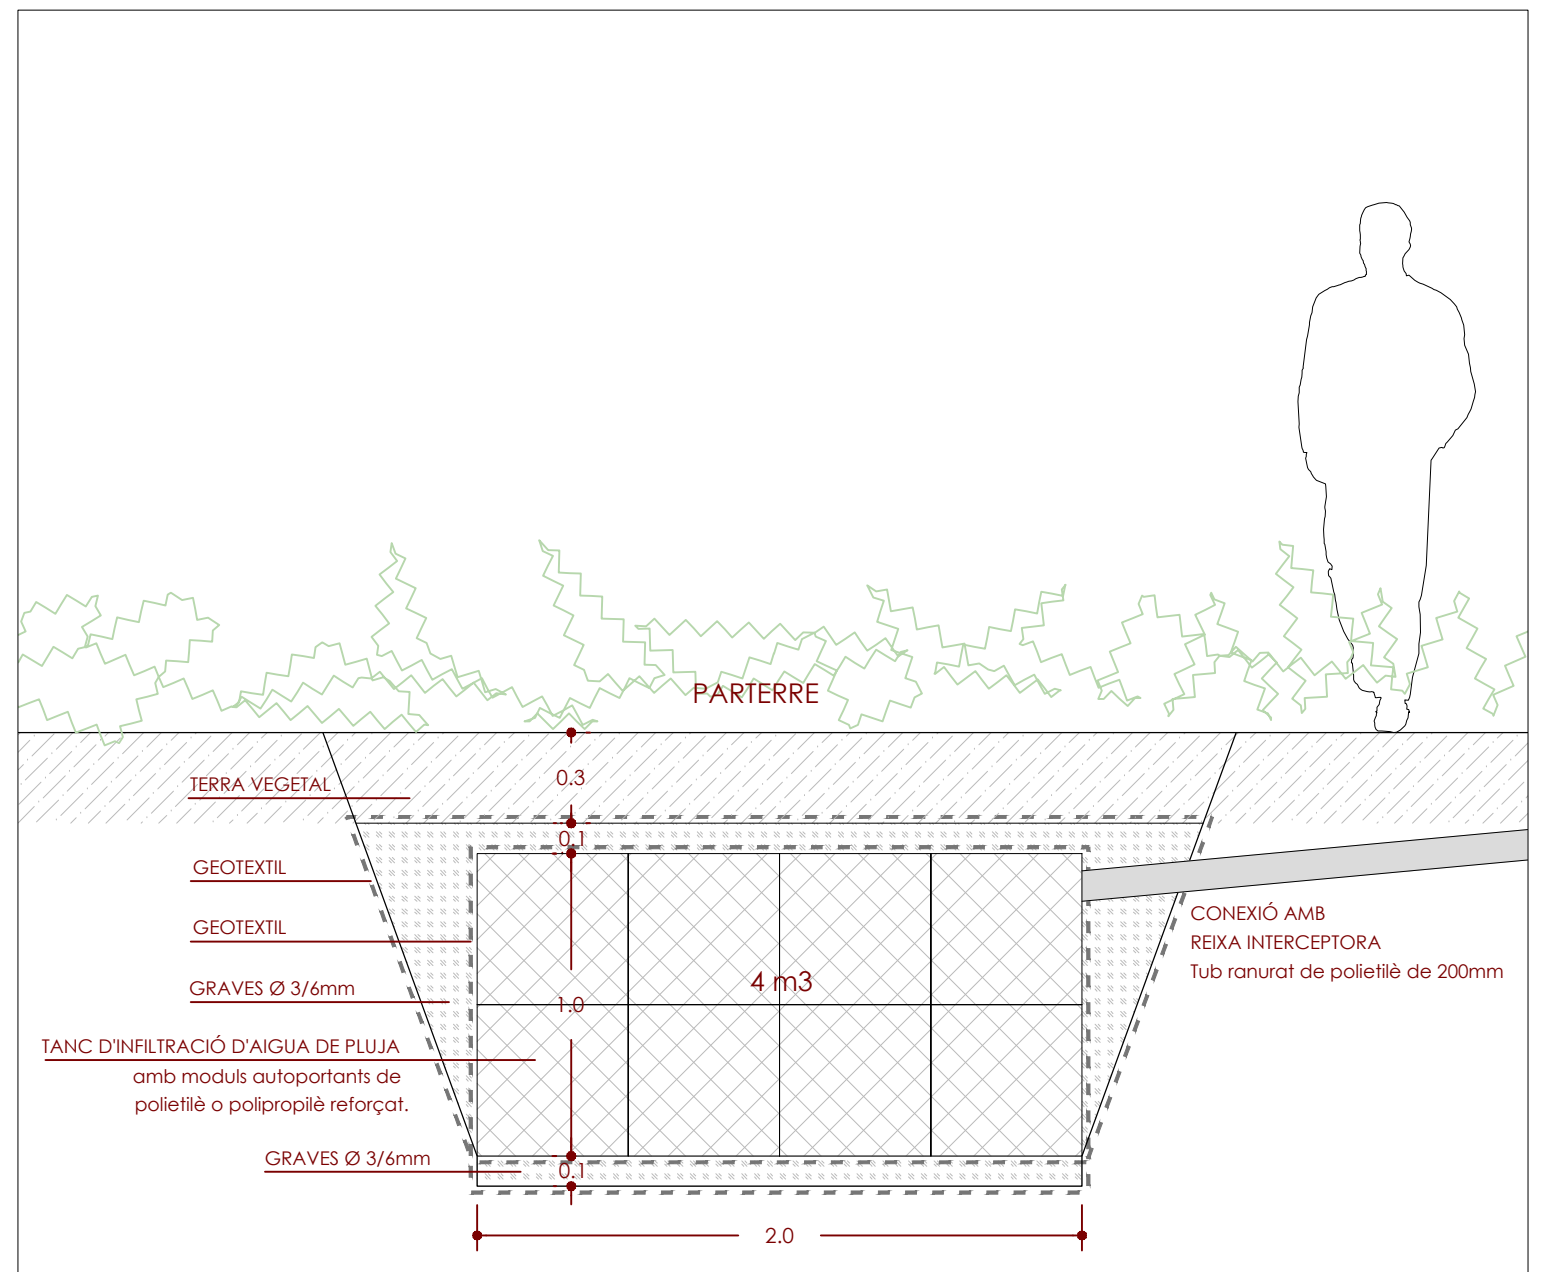 PARTERRE
0.3
TERRA VEGETAL
0.1
GEOTEXTIL
GEOTEXTIL
CONEXIÓ AMB
REIXA INTERCEPTORA
Tub ranurat de polietilè de 200mm
4 m3
GRAVES Ø 3/6mm
1.0
TANC D'INFILTRACIÓ D'AIGUA DE PLUJA
amb moduls autoportants de
polietilè o polipropilè reforçat.
GRAVES Ø 3/6mm
0.1
2.0